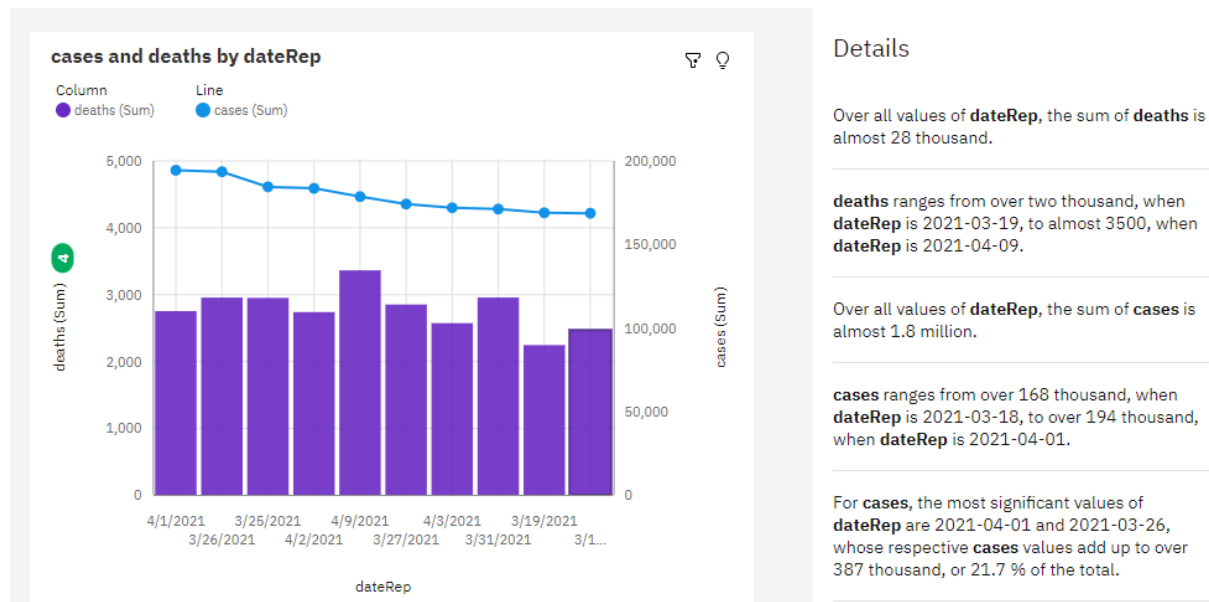 cases and deaths by dateRep
Column
deaths (Sum)
Line
cases (Sum)
5,000
4,000
3,000
2,000
1,000
0
deaths (Sum)
4
200,000
150,000
100,000
50,000
0
cases (Sum)
4/1/2021
3/26/2021
3/25/2021
4/2/2021
4/9/2021
3/27/2021
4/3/2021
3/31/2021
3/19/2021
3/1...
dateRep
Details
Over all values of dateRep, the sum of deaths is
almost 28 thousand.
deaths ranges from over two thousand, when
dateRep is 2021-03-19, to almost 3500, when
dateRep is 2021-04-09.
Over all values of dateRep, the sum of cases is
almost 1.8 million.
cases ranges from over 168 thousand, when
dateRep is 2021-03-18, to over 194 thousand,
when dateRep is 2021-04-01.
For cases, the most significant values of
dateRep are 2021-04-01 and 2021-03-26,
whose respective cases values add up to over
387 thousand, or 21.7 % of the total.